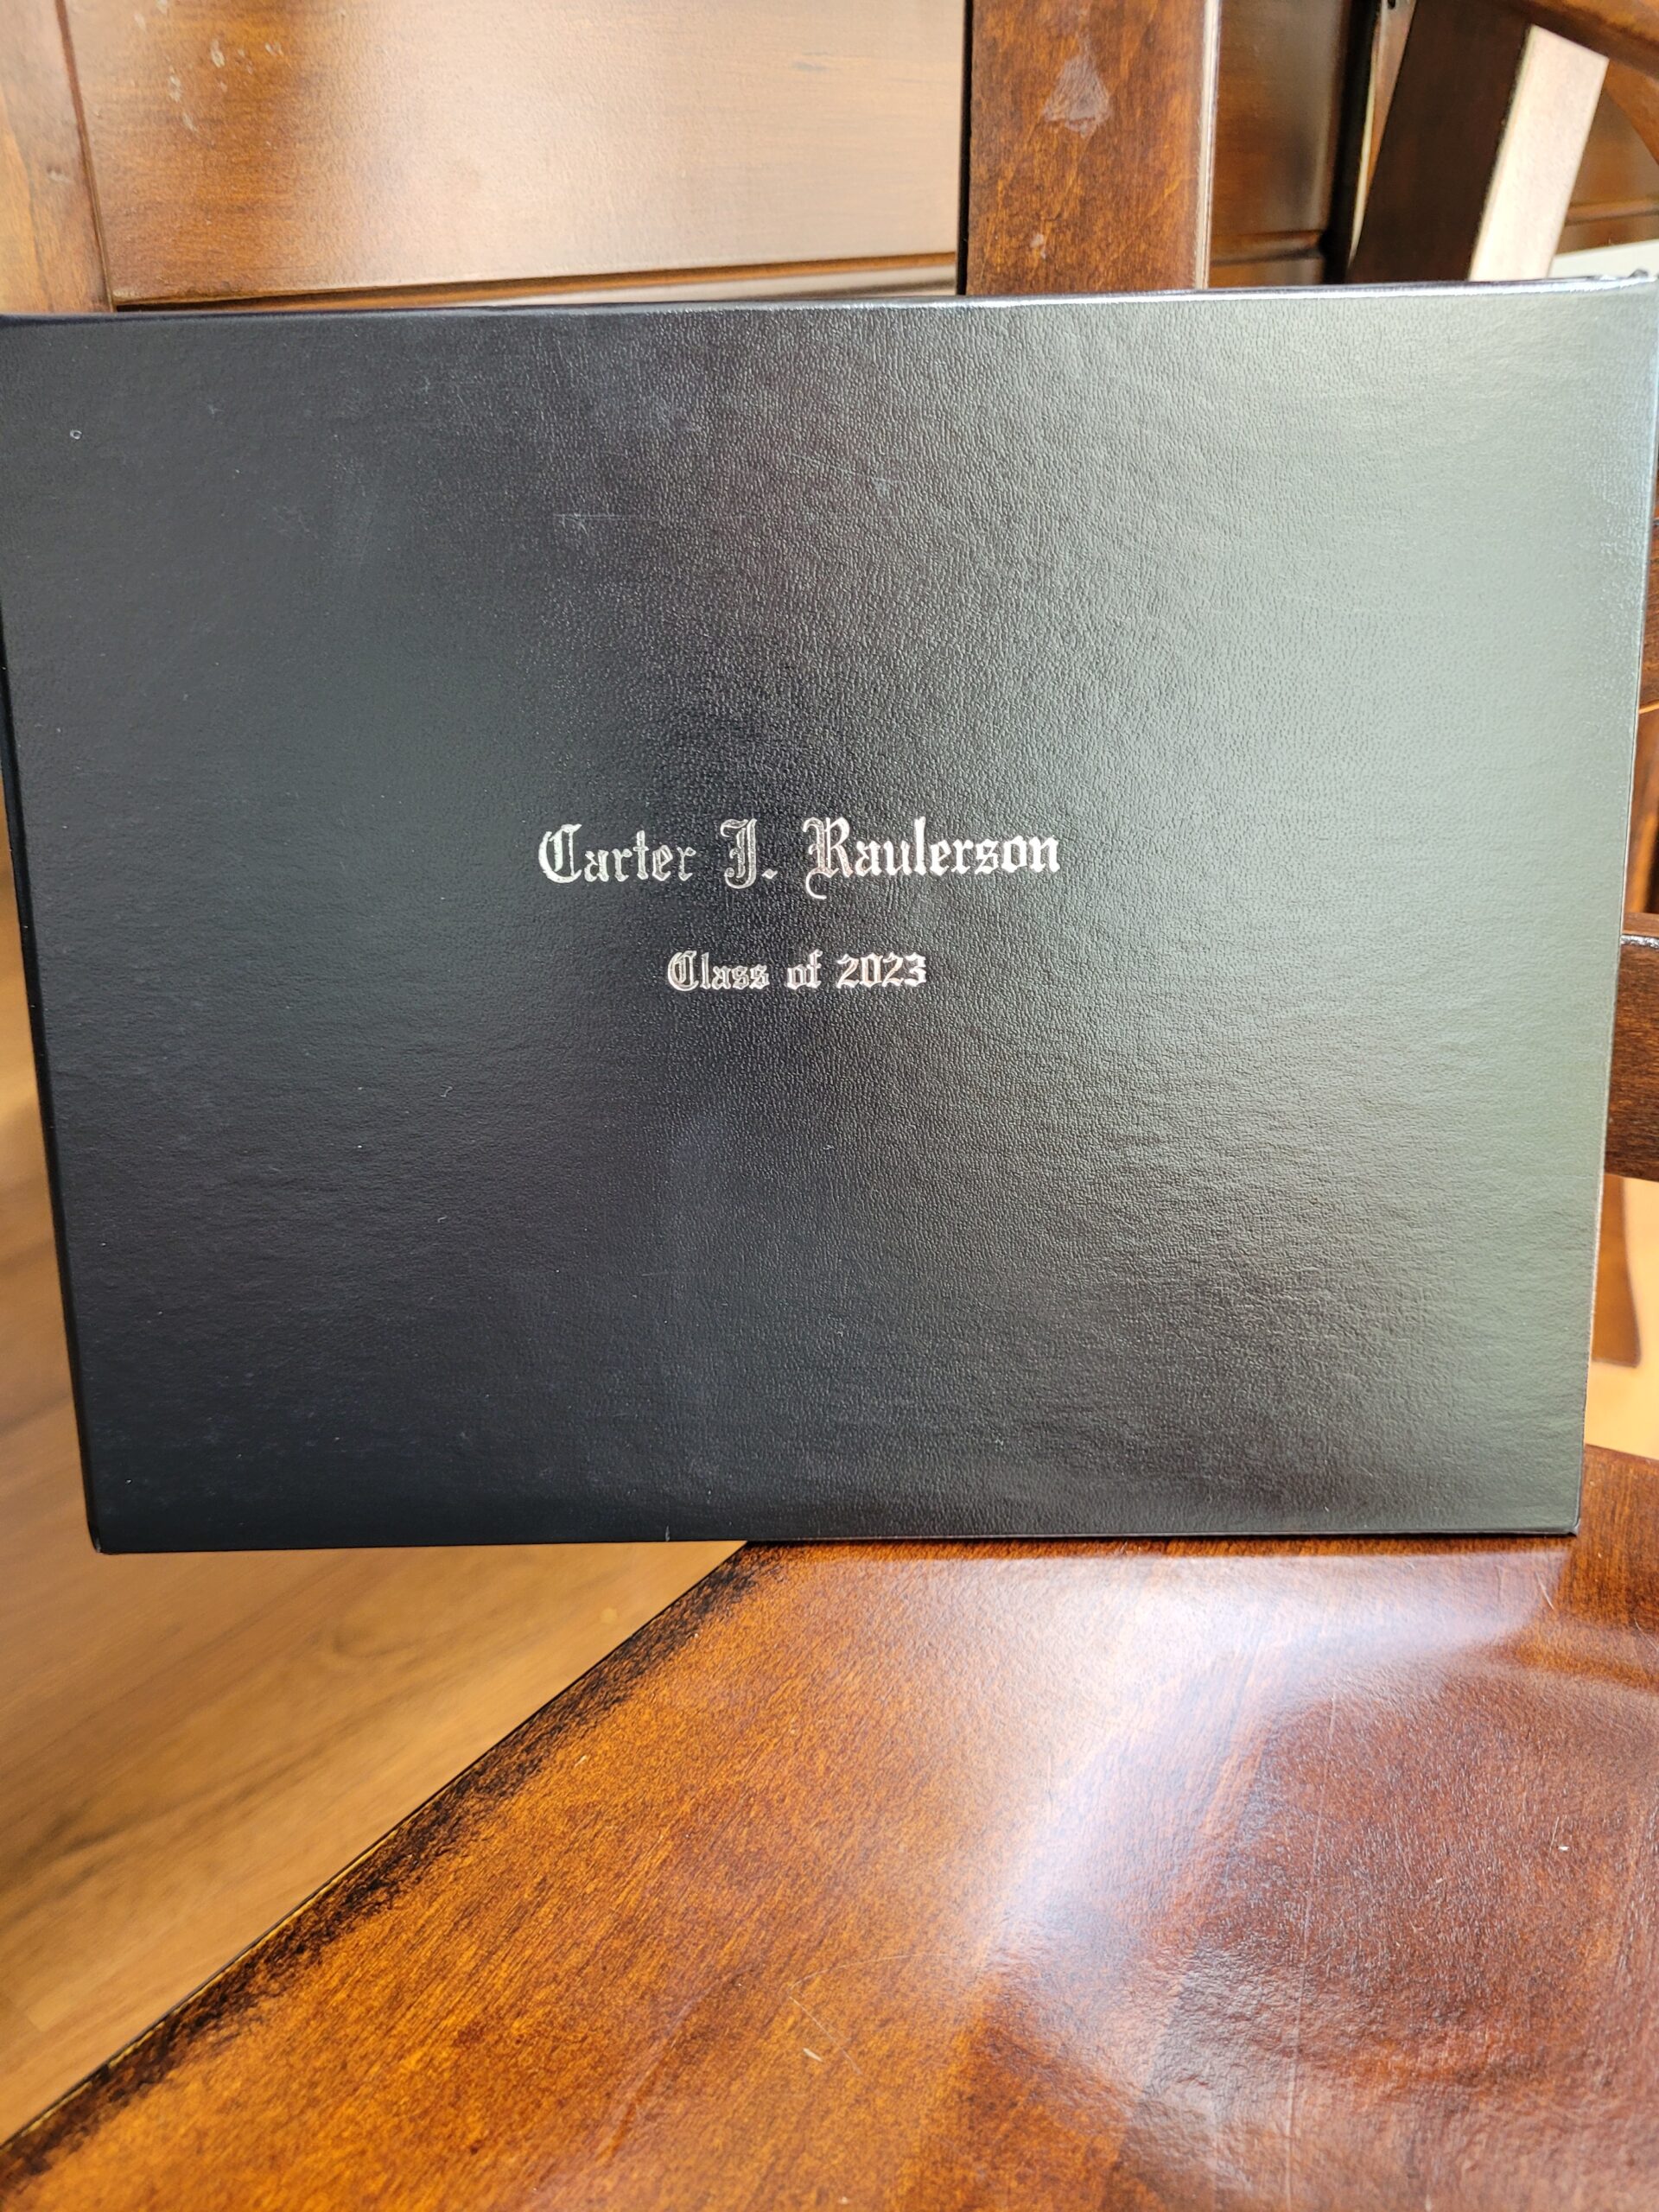 Carter J. Raulerson
Class of 2023